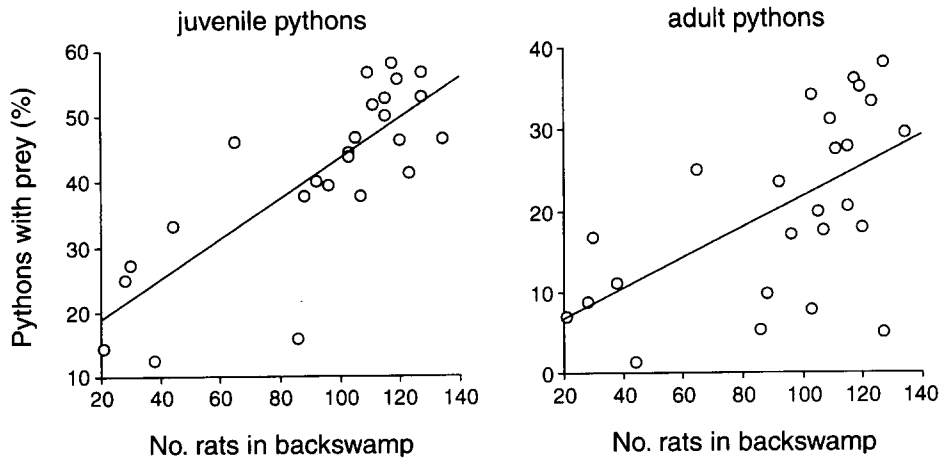 juvenile pythons
adult pythons
Pythons with prey (%)
60
50
40
30
20
10
20 40 60 80 100 120 140
No. rats in backswamp
40
30
20
10
0
20 40 60 80 100 120 140
No. rats in backswamp